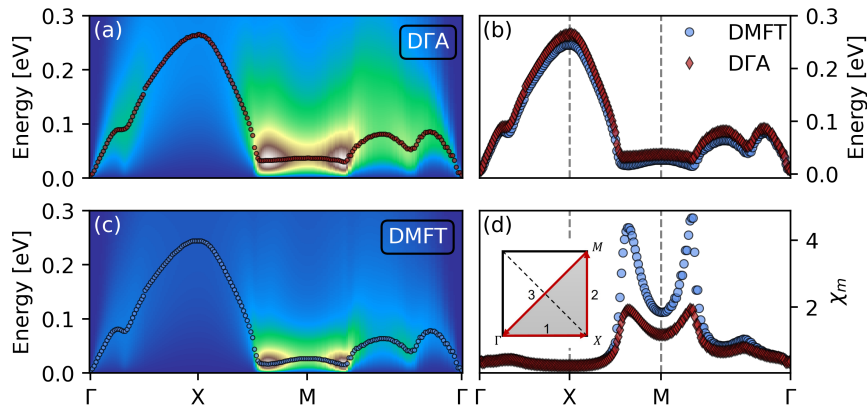 (a)
DΓA
Energy [eV]
0.3
0.2
0.1
0.0
(b)
DMFT
DΓA
0.3
0.2
0.1
0.0
Energy [eV]
(c)
DMFT
Energy [eV]
0.3
0.2
0.1
0.0
Γ
X
M
Γ
(d)
M
3
2
Γ
1
X
4
2
χm
Γ
X
M
Γ